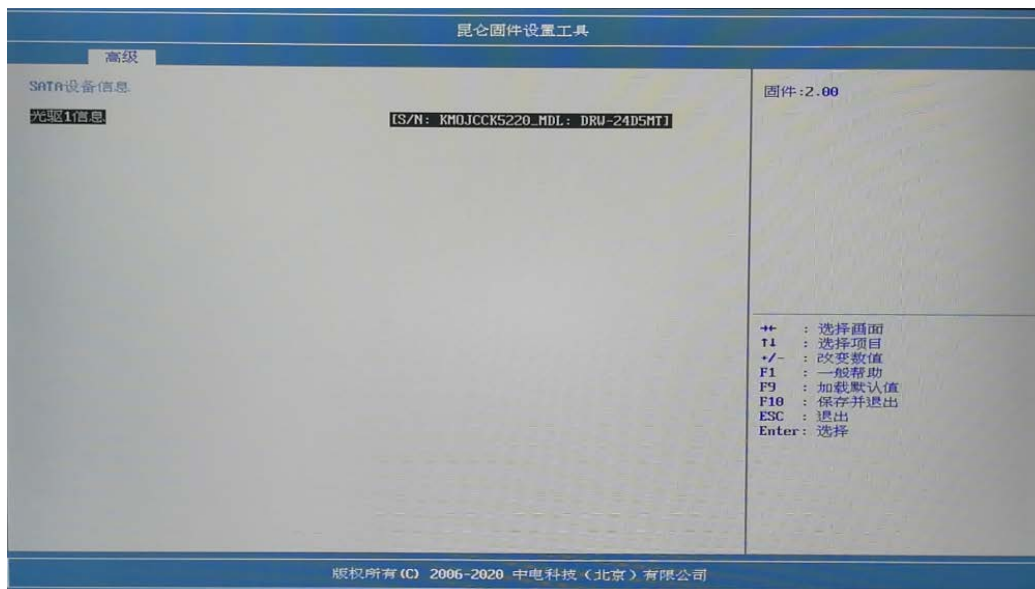 昆仑固件设置工具
高级
SATA设备信息
光驱1信息 [S/N: KM0JCCK5220_MDL: DRW-24D5MT]
固件:2.00
→← : 选择画面
↑↓ : 选择项目
+/- : 改变数值
F1 : 一般帮助
F9 : 加载默认值
F10 : 保存并退出
ESC : 退出
Enter: 选择
版权所有(C) 2006-2020 中电科技(北京)有限公司